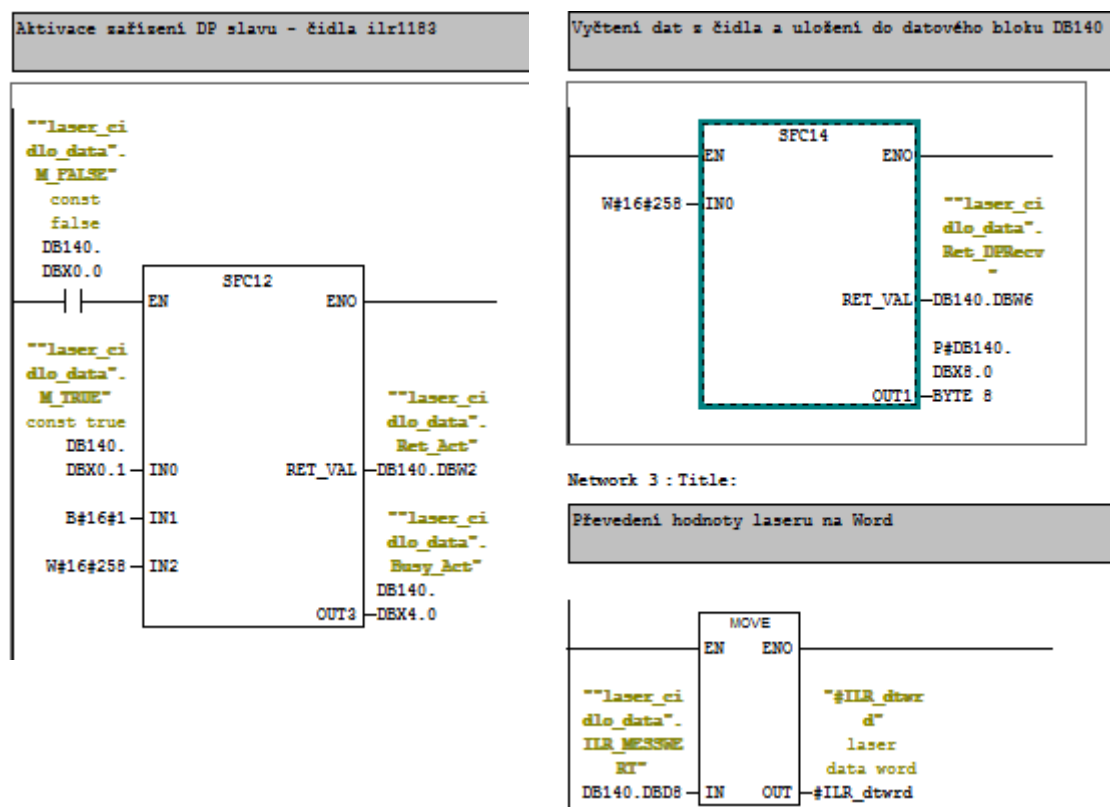 Aktivace zařízení DP slavu - čidla ilr1183
""laser_ci
dlo_data".
M_FALSE"
const
false
DB140.
DBX0.0
SFC12
EN
ENO
""laser_ci
dlo_data".
M_TRUE"
const true
DB140.
DBX0.1
IN0
RET_VAL
""laser_ci
dlo_data".
Ret_Act"
DB140.DBW2
B#16#1
IN1
W#16#258
IN2
""laser_ci
dlo_data".
Busy_Act"
DB140.
OUT3
DBX4.0
Vyčtení dat z čidla a uložení do datového bloku DB140
SFC14
EN
ENO
W#16#258
IN0
""laser_ci
dlo_data".
Ret_DPRecv
"
RET_VAL
DB140.DBW6
P#DB140.
DBX8.0
OUT1
BYTE 8
Network 3 : Title:
Převedení hodnoty laseru na Word
MOVE
EN
ENO
""laser_ci
dlo_data".
ILR_MESSWE
RT"
DB140.DBD8
IN
OUT
"#ILR_dtwr
d"
laser
data word
#ILR_dtwrd